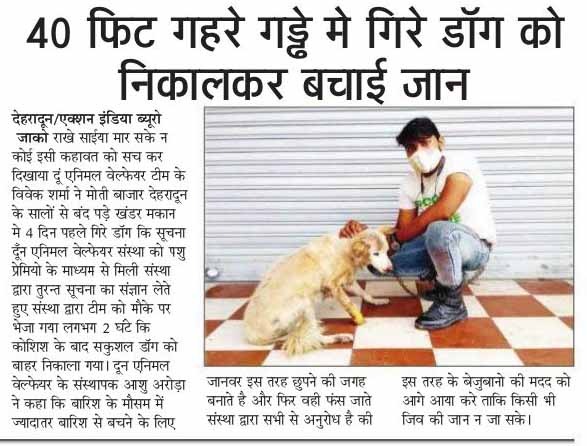 40 फिट गहरे गड्ढे मे गिरे डॉग को
निकालकर बचाई जान
देहरादून/एक्शन इंडिया ब्यूरो
जाको राखे साईया मार सके न
कोई इसी कहावत को सच कर
दिखाया दूं एनिमल वेल्फेयर टीम के
विवेक शर्मा ने मोती बाजार देहरादून
के सालों से बंद पड़े खंडर मकान
मे 4 दिन पहले गिरे डॉग कि सूचना
दूँन एनिमल वेल्फेयर संस्था को पशु
प्रेमियो के माध्यम से मिली संस्था
द्वारा तुरन्त सूचना का संज्ञान लेते
हुए संस्था द्वारा टीम को मौके पर
भेजा गया लगभग 2 घंटे कि
कोशिश के बाद सकुशल डॉग को
बाहर निकाला गया। दून एनिमल
वेल्फेयर के संस्थापक आशु अरोड़ा
ने कहा कि बारिश के मौसम में
ज्यादातर बारिश से बचने के लिए
जानवर इस तरह छुपने की जगह
बनाते है और फिर वही फंस जाते
संस्था द्वारा सभी से अनुरोध है की
इस तरह के बेजुबानो की मदद को
आगे आया करे ताकि किसी भी
जिव की जान न जा सके।